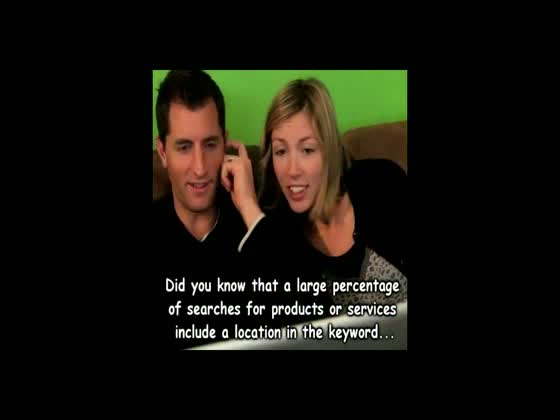 Did you know that a large percentage
of searches for products or services
include a location in the keyword...